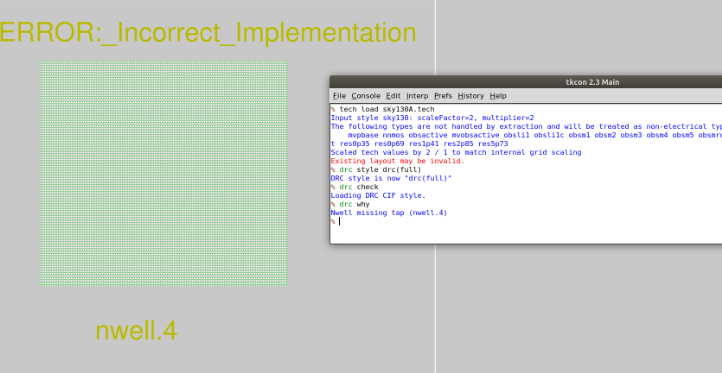 ERROR:_Incorrect_Implementation
nwell.4
tkcon 2.3 Main
File Console Edit Interp Prefs History Help
% tech load sky130A.tech
Input style sky130: scaleFactor=2, multiplier=2
The following types are not handled by extraction and will be treated as non-electrical typ
mvpbase nnmos obsactive mvobsactive obsli1 obsli1c obsm1 obsm2 obsm3 obsm4 obsm5 obsmrd
t res0p35 res0p69 res1p41 res2p85 res5p73
Scaled tech values by 2 / 1 to match internal grid scaling
Existing layout may be invalid.
% drc style drc(full)
DRC style is now "drc(full)"
% drc check
Loading DRC CIF style.
% drc why
Nwell missing tap (nwell.4)
%